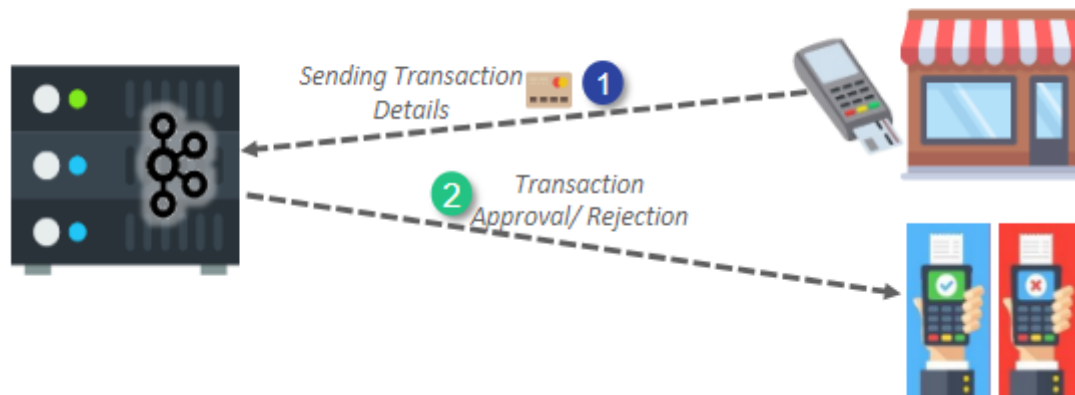 Sending Transaction
Details
1
2
Transaction
Approval/ Rejection